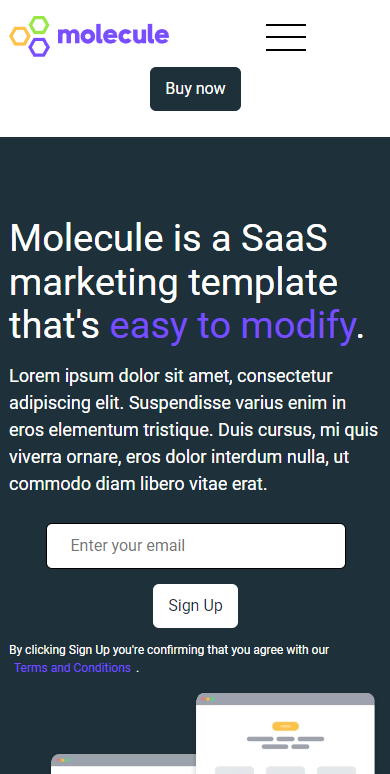 molecule
Buy now
Molecule is a SaaS
marketing template
that's easy to modify.
Lorem ipsum dolor sit amet, consectetur
adipiscing elit. Suspendisse varius enim in
eros elementum tristique. Duis cursus, mi quis
viverra ornare, eros dolor interdum nulla, ut
commodo diam libero vitae erat.
Enter your email
Sign Up
By clicking Sign Up you're confirming that you agree with our
Terms and Conditions .